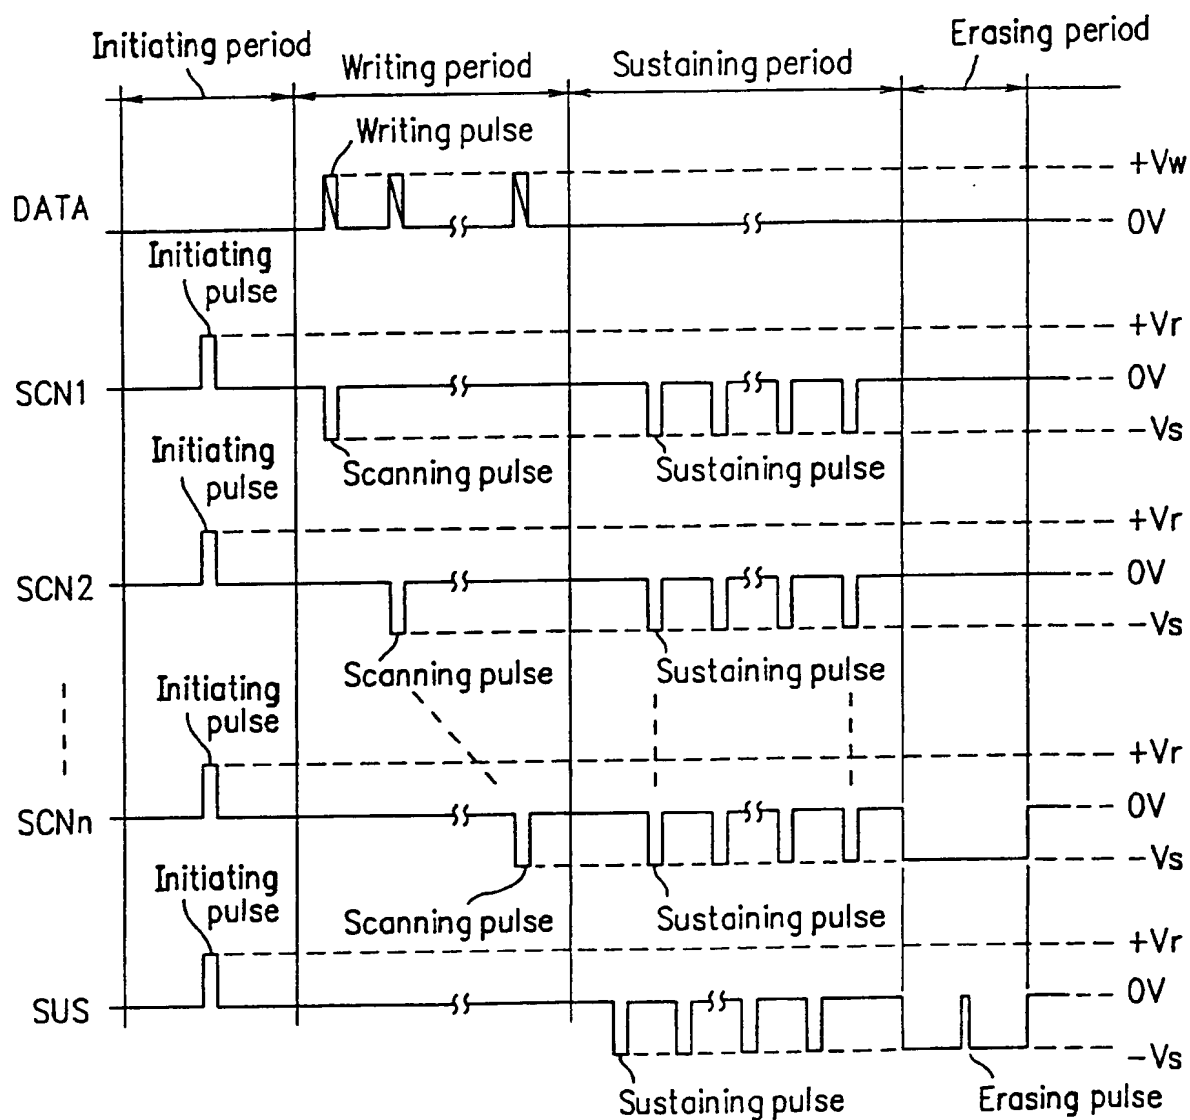 Initiating period
Writing period
Sustaining period
Erasing period
Writing pulse
+Vw
DATA
0V
Initiating
pulse
+Vr
SCN1
0V
-Vs
Scanning pulse
Sustaining pulse
Initiating
pulse
+Vr
SCN2
0V
-Vs
Scanning pulse
Sustaining pulse
Initiating
pulse
+Vr
SCNn
0V
-Vs
Scanning pulse
Sustaining pulse
Initiating
pulse
+Vr
SUS
0V
-Vs
Sustaining pulse
Erasing pulse